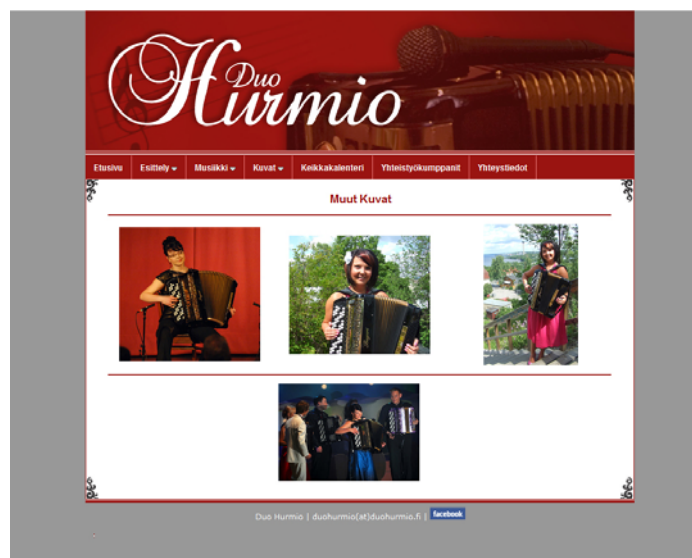 Duo
Hurmio
Etusivu Esittely Musiikki Kuvat Keikkakalenteri Yhteistyökumppanit Yhteystiedot
Muut Kuvat
Duo Hurmio | duohurmio(at)duohurmio.fi | facebook